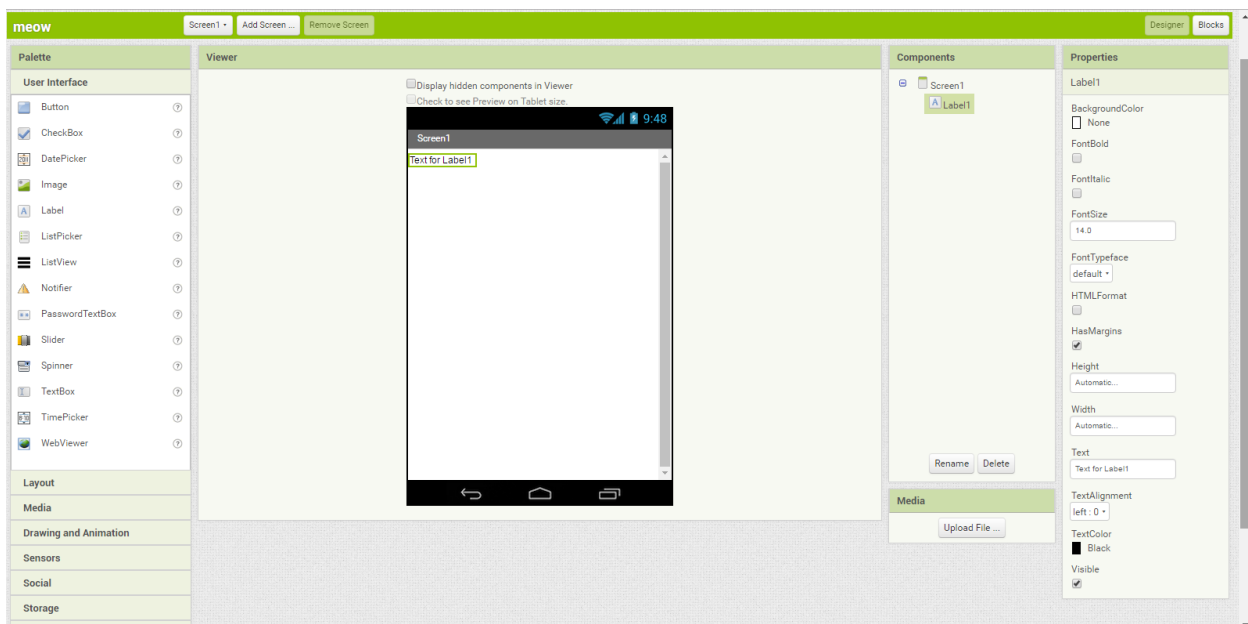 meow
Screen1
Add Screen ...
Remove Screen
Designer
Blocks
Palette
User Interface
Button
CheckBox
DatePicker
Image
Label
ListPicker
ListView
Notifier
PasswordTextBox
Slider
Spinner
TextBox
TimePicker
WebViewer
Layout
Media
Drawing and Animation
Sensors
Social
Storage
Viewer
Display hidden components in Viewer
Check to see Preview on Tablet size.
9:48
Screen1
Text for Label1
Components
Screen1
A Label1
Rename
Delete
Media
Upload File ...
Properties
Label1
BackgroundColor
None
FontBold
FontItalic
FontSize
14.0
FontTypeface
default
HTMLFormat
HasMargins
Height
Automatic...
Width
Automatic...
Text
Text for Label1
TextAlignment
left : 0
TextColor
Black
Visible